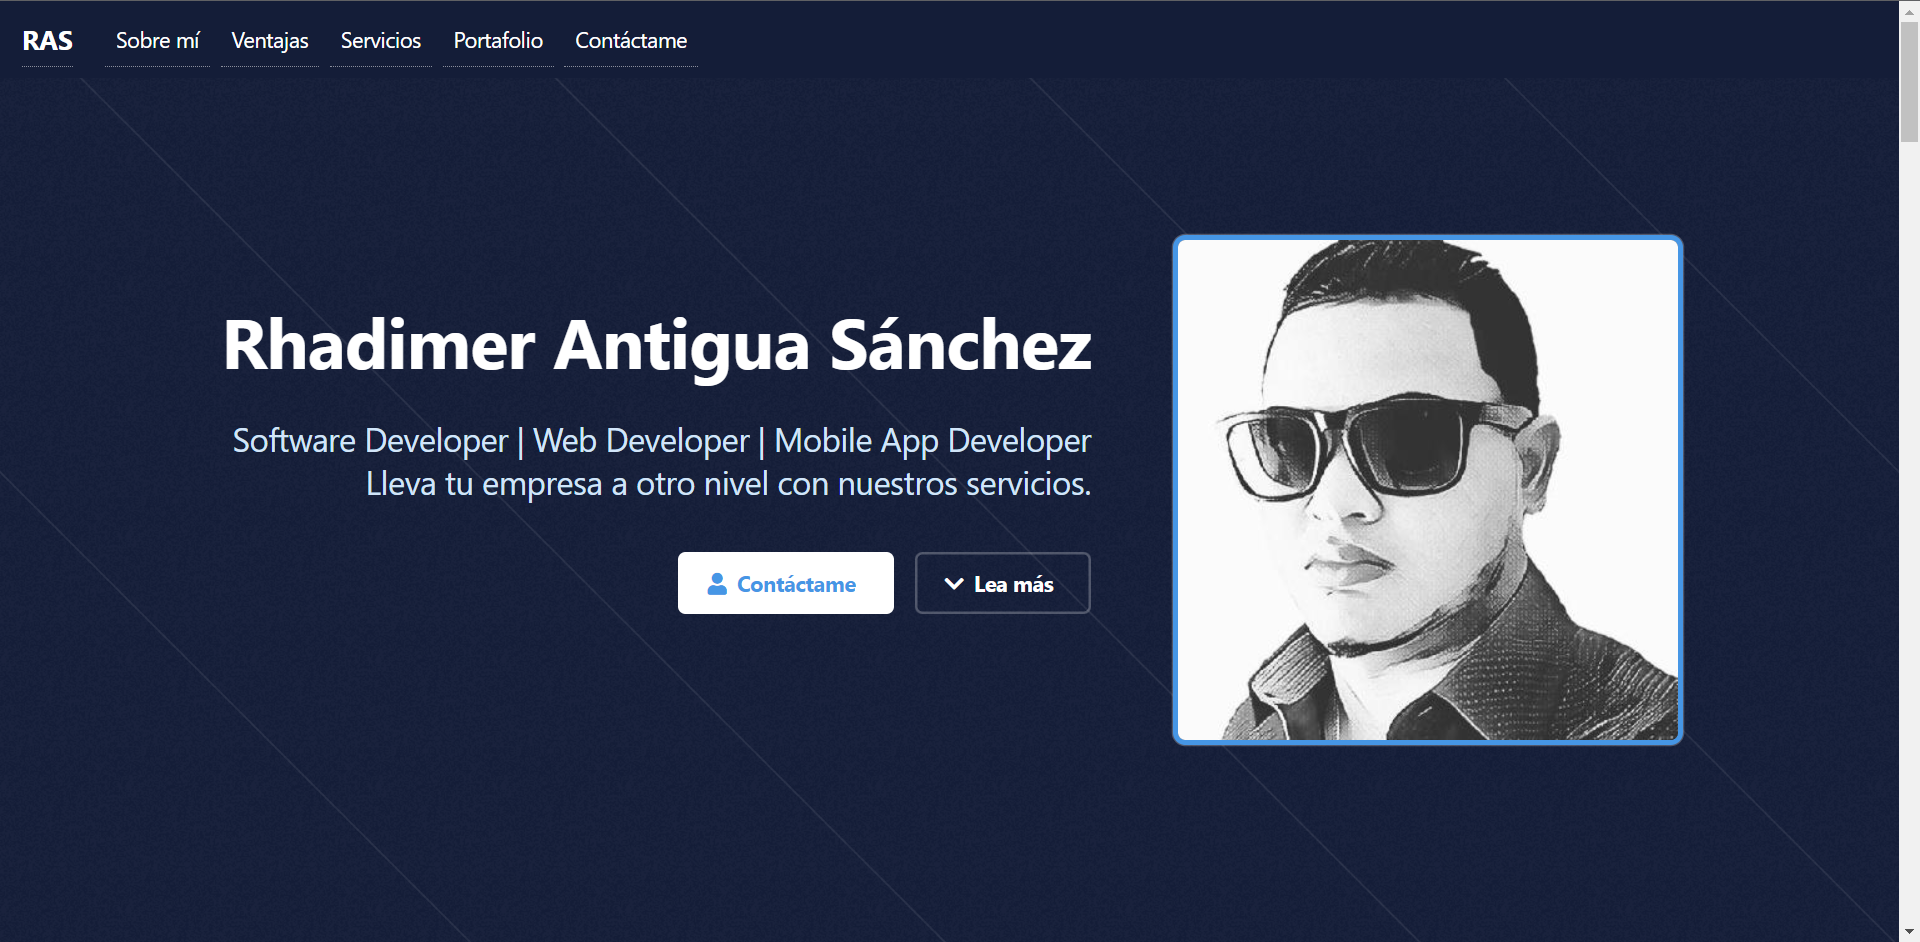 RAS Sobre mí Ventajas Servicios Portafolio Contáctame
Rhadimer Antigua Sánchez
Software Developer | Web Developer | Mobile App Developer
Lleva tu empresa a otro nivel con nuestros servicios.
Contáctame Lea más